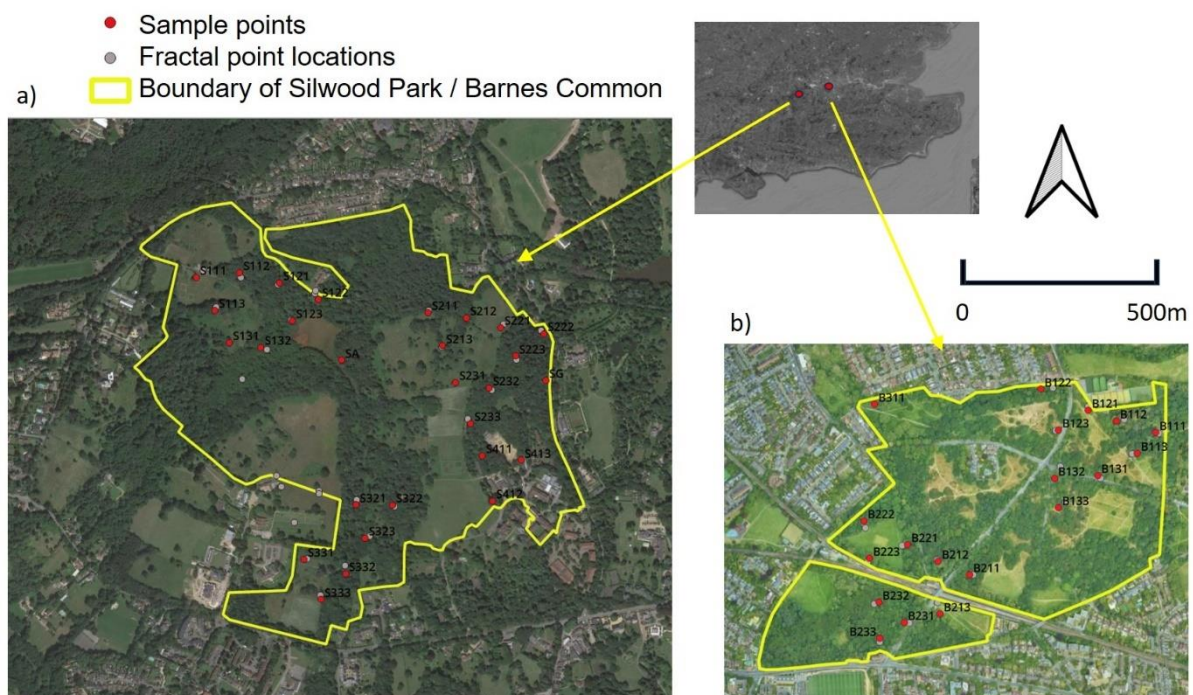 Sample points
Fractal point locations
Boundary of Silwood Park / Barnes Common
a)
S111
S112
S121
S122
S113
S123
S131
S132
SA
S211
S212
S221
S222
S213
S223
S231
S232
SG
S233
S411
S413
S412
S321
S322
S323
S331
S332
S333
0 500m
b)
B122
B311
B121
B112
B123
B111
B113
B132
B131
B133
B222
B221
B223
B212
B211
B232
B213
B231
B233